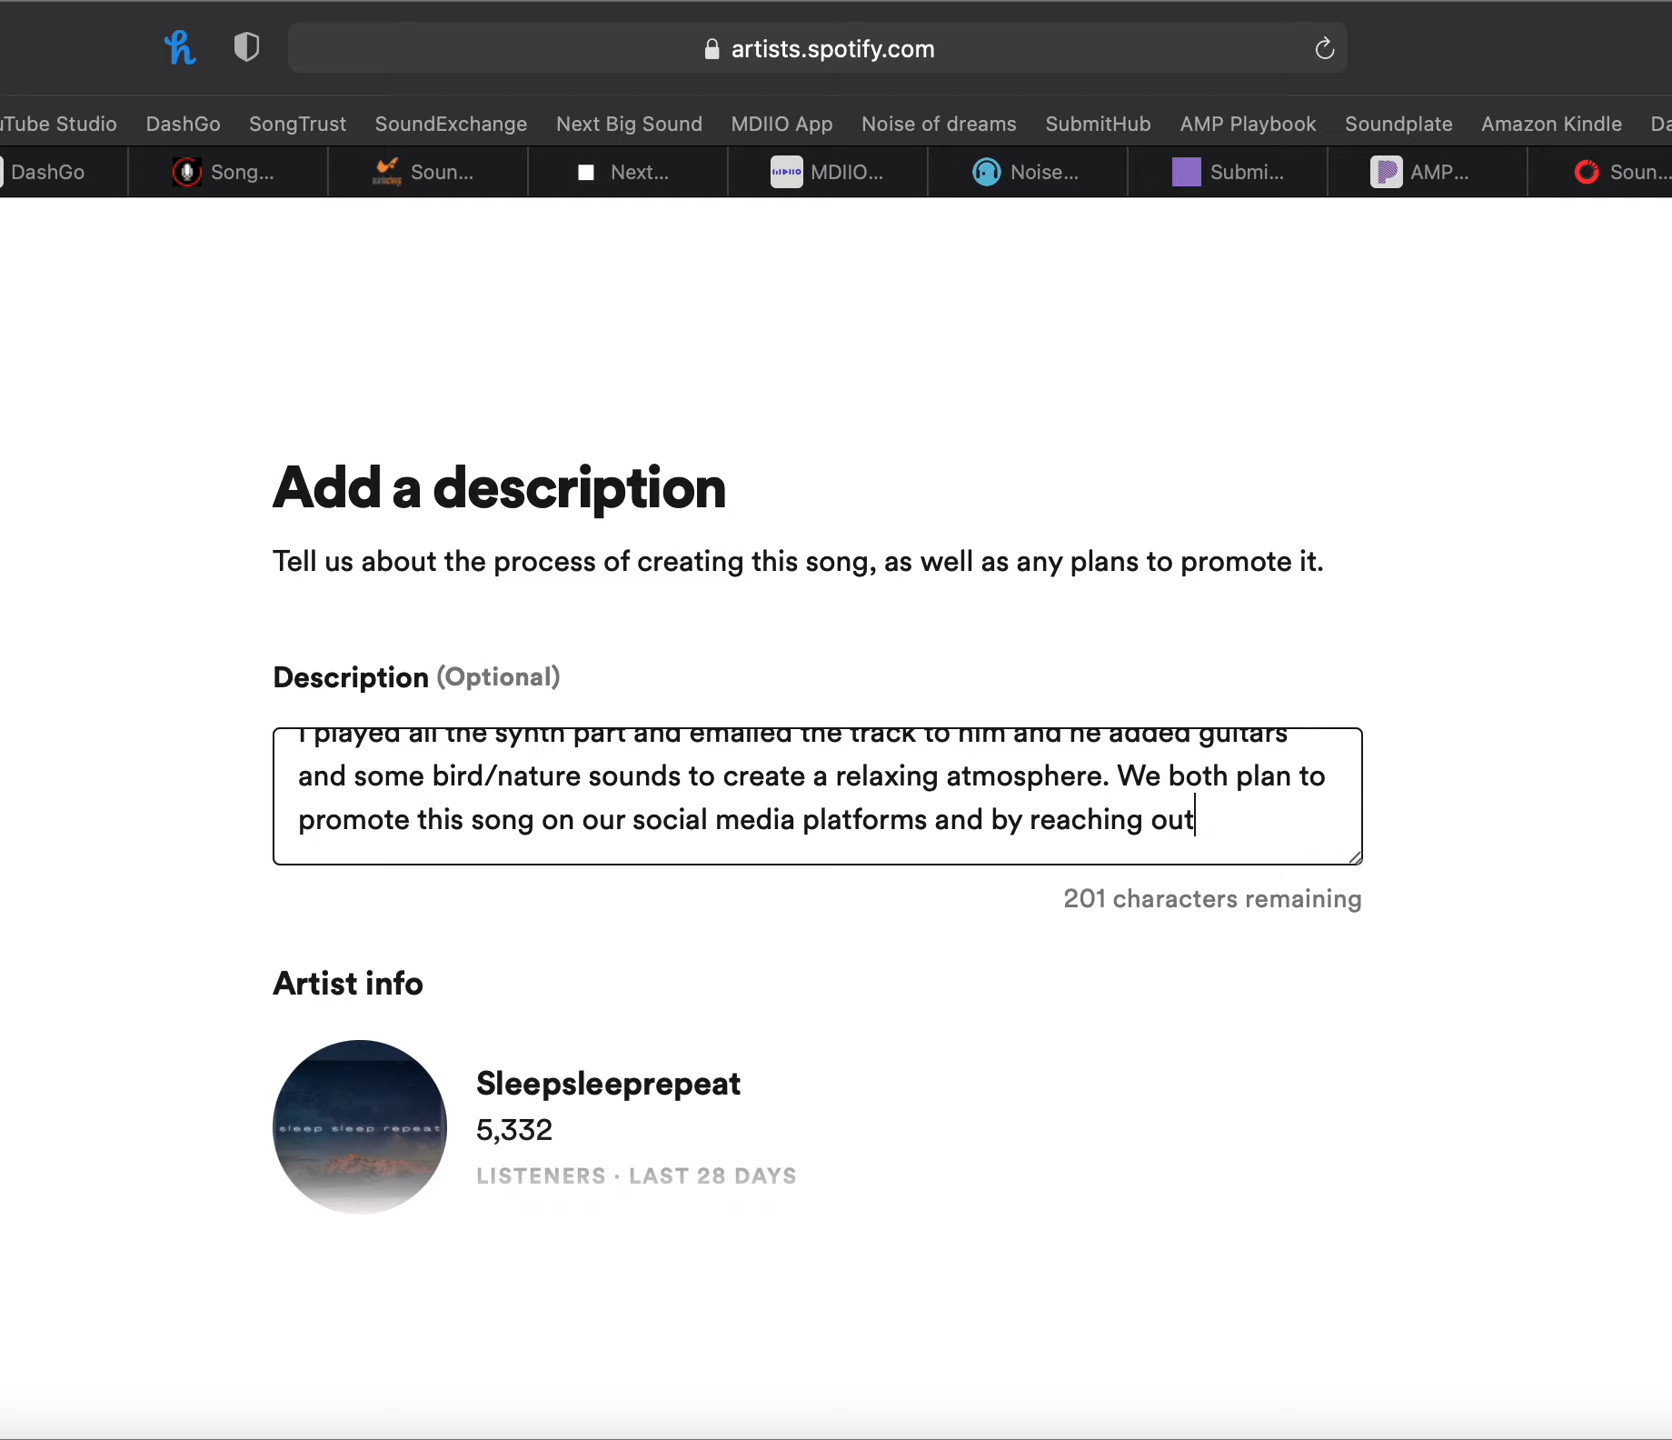 artists.spotify.com
uTube Studio DashGo SongTrust SoundExchange Next Big Sound MDIIO App Noise of dreams SubmitHub AMP Playbook Soundplate Amazon Kindle Da
DashGo Song... Soun... Next... MDIIO... Noise... Submi... AMP... Soun...
Add a description
Tell us about the process of creating this song, as well as any plans to promote it.
Description (Optional)
I played all the synth part and emailed the track to him and he added guitars
and some bird/nature sounds to create a relaxing atmosphere. We both plan to
promote this song on our social media platforms and by reaching out
201 characters remaining
Artist info
sleep sleep repeat
Sleepsleeprepeat
5,332
LISTENERS · LAST 28 DAYS